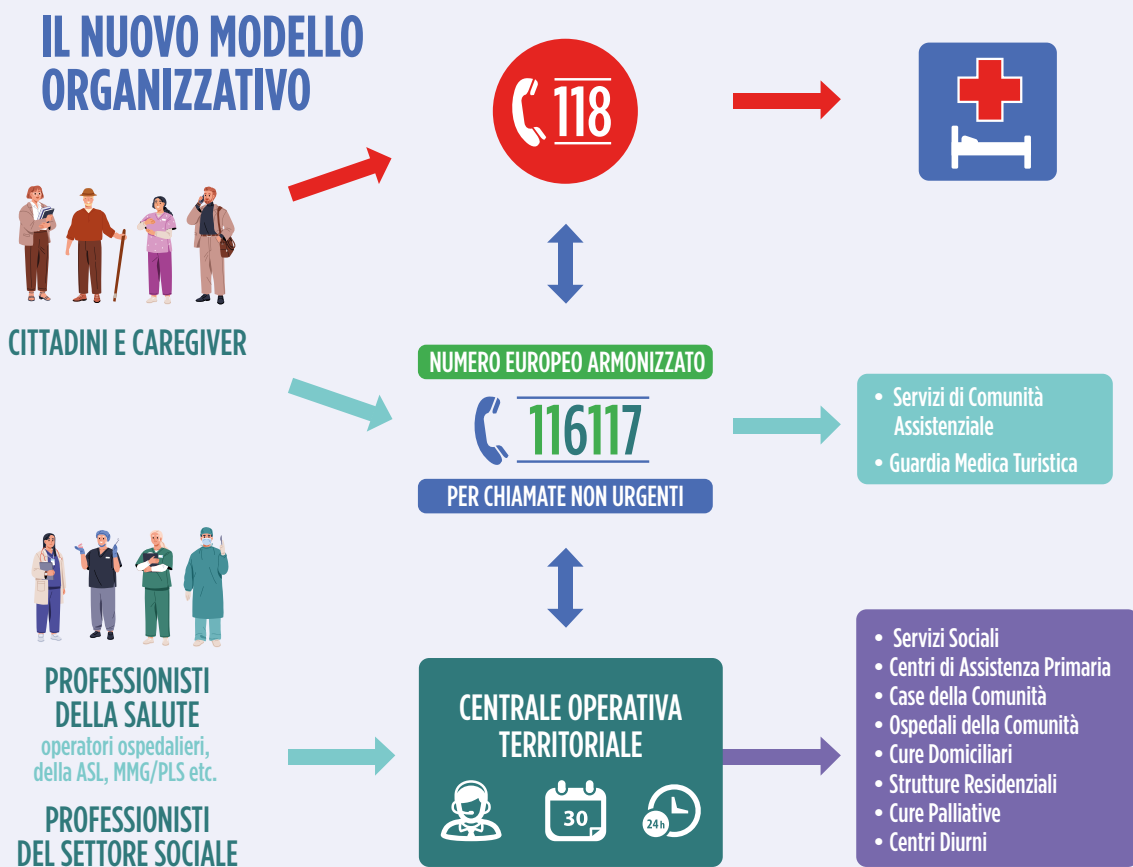 IL NUOVO MODELLO
ORGANIZZATIVO
118
CITTADINI E CAREGIVER
NUMERO EUROPEO ARMONIZZATO
116117
PER CHIAMATE NON URGENTI
• Servizi di Comunità
Assistenziale
• Guardia Medica Turistica
PROFESSIONISTI
DELLA SALUTE
operatori ospedalieri,
della ASL, MMG/PLS etc.
PROFESSIONISTI
DEL SETTORE SOCIALE
CENTRALE OPERATIVA
TERRITORIALE
30
24h
• Servizi Sociali
• Centri di Assistenza Primaria
• Case della Comunità
• Ospedali della Comunità
• Cure Domiciliari
• Strutture Residenziali
• Cure Palliative
• Centri Diurni